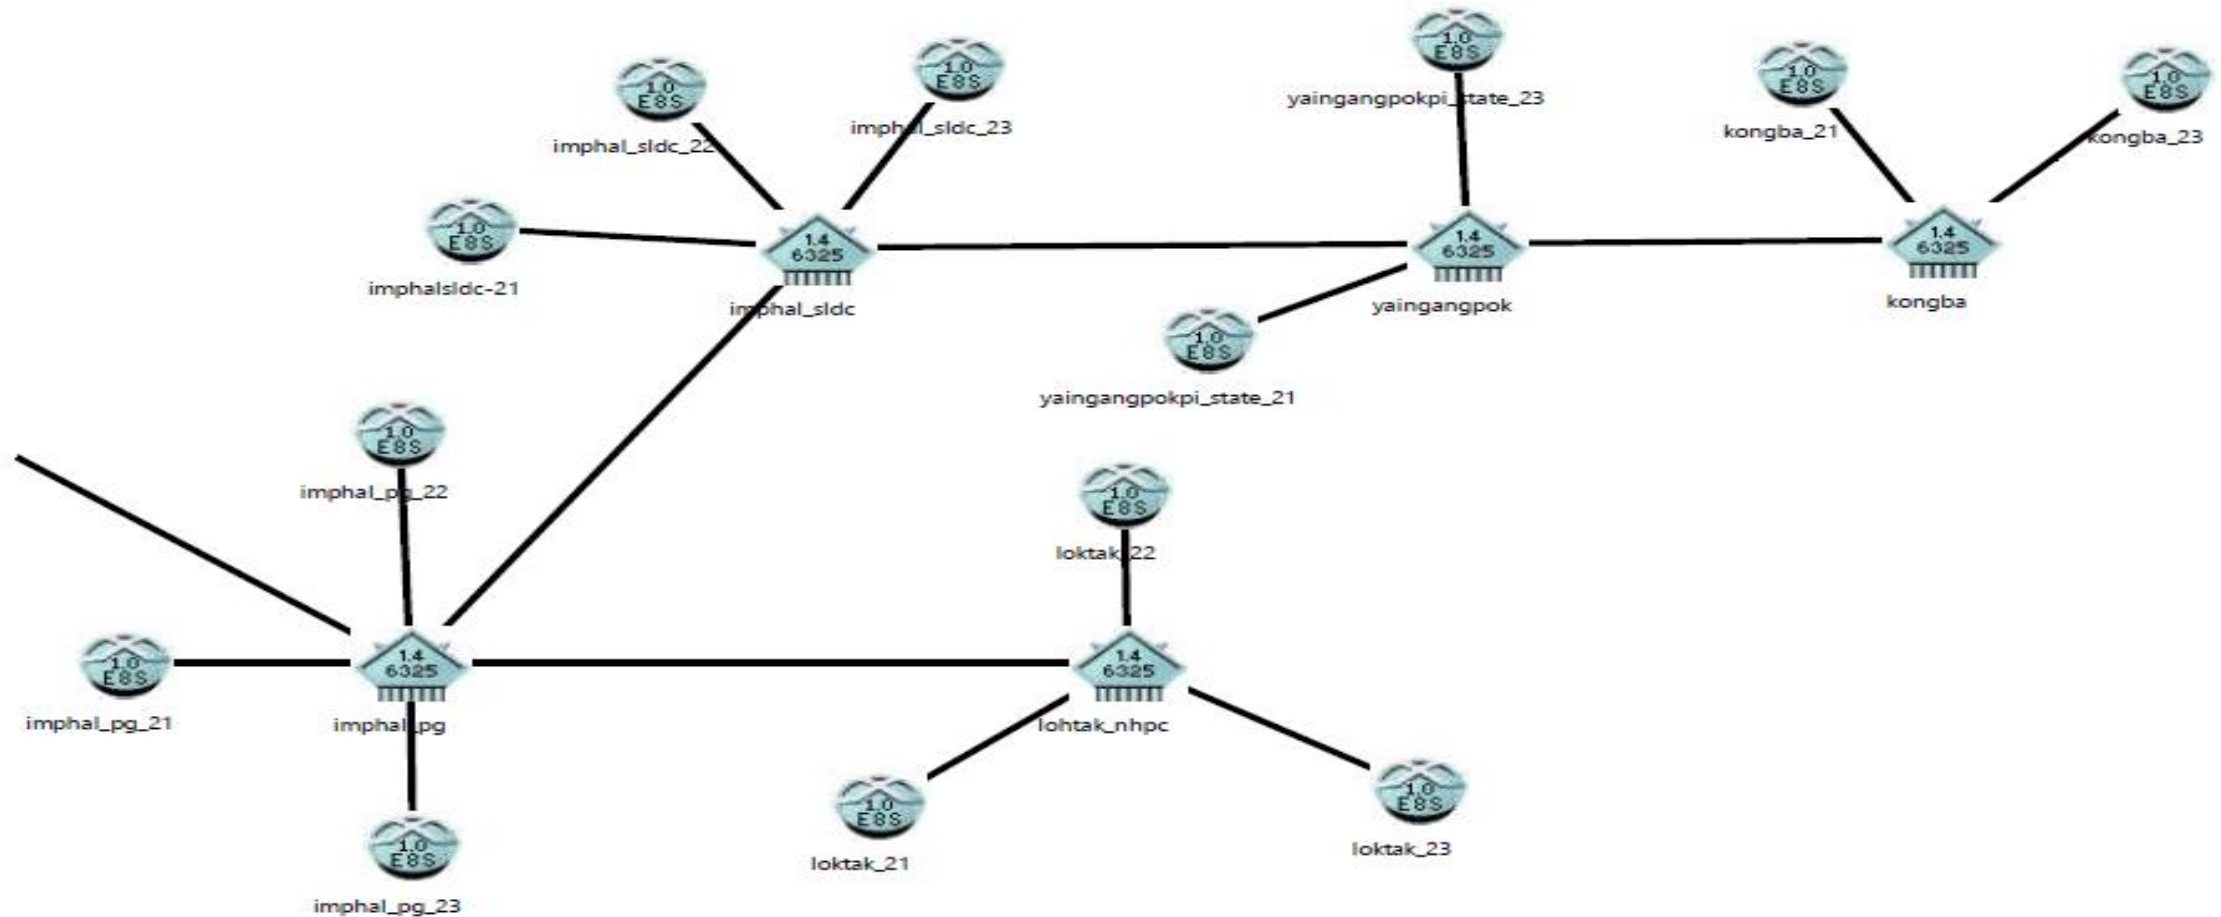 1.0
E8S
yaingangpokpi_state_23
1.0
E8S
imphal_sldc_23
1.0
E8S
kongba_21
1.0
E8S
kongba_23
1.0
E8S
imphal_sldc_22
1.0
E8S
imphalsldc-21
1.4
6325
imphal_sldc
1.4
6325
yaingangpok
1.4
6325
kongba
1.0
E8S
yaingangpokpi_state_21
1.0
E8S
imphal_pg_22
1.0
E8S
loktak_22
1.0
E8S
imphal_pg_21
1.4
6325
imphal_pg
1.4
6325
lohtak_nhpc
1.0
E8S
loktak_21
1.0
E8S
loktak_23
1.0
E8S
imphal_pg_23